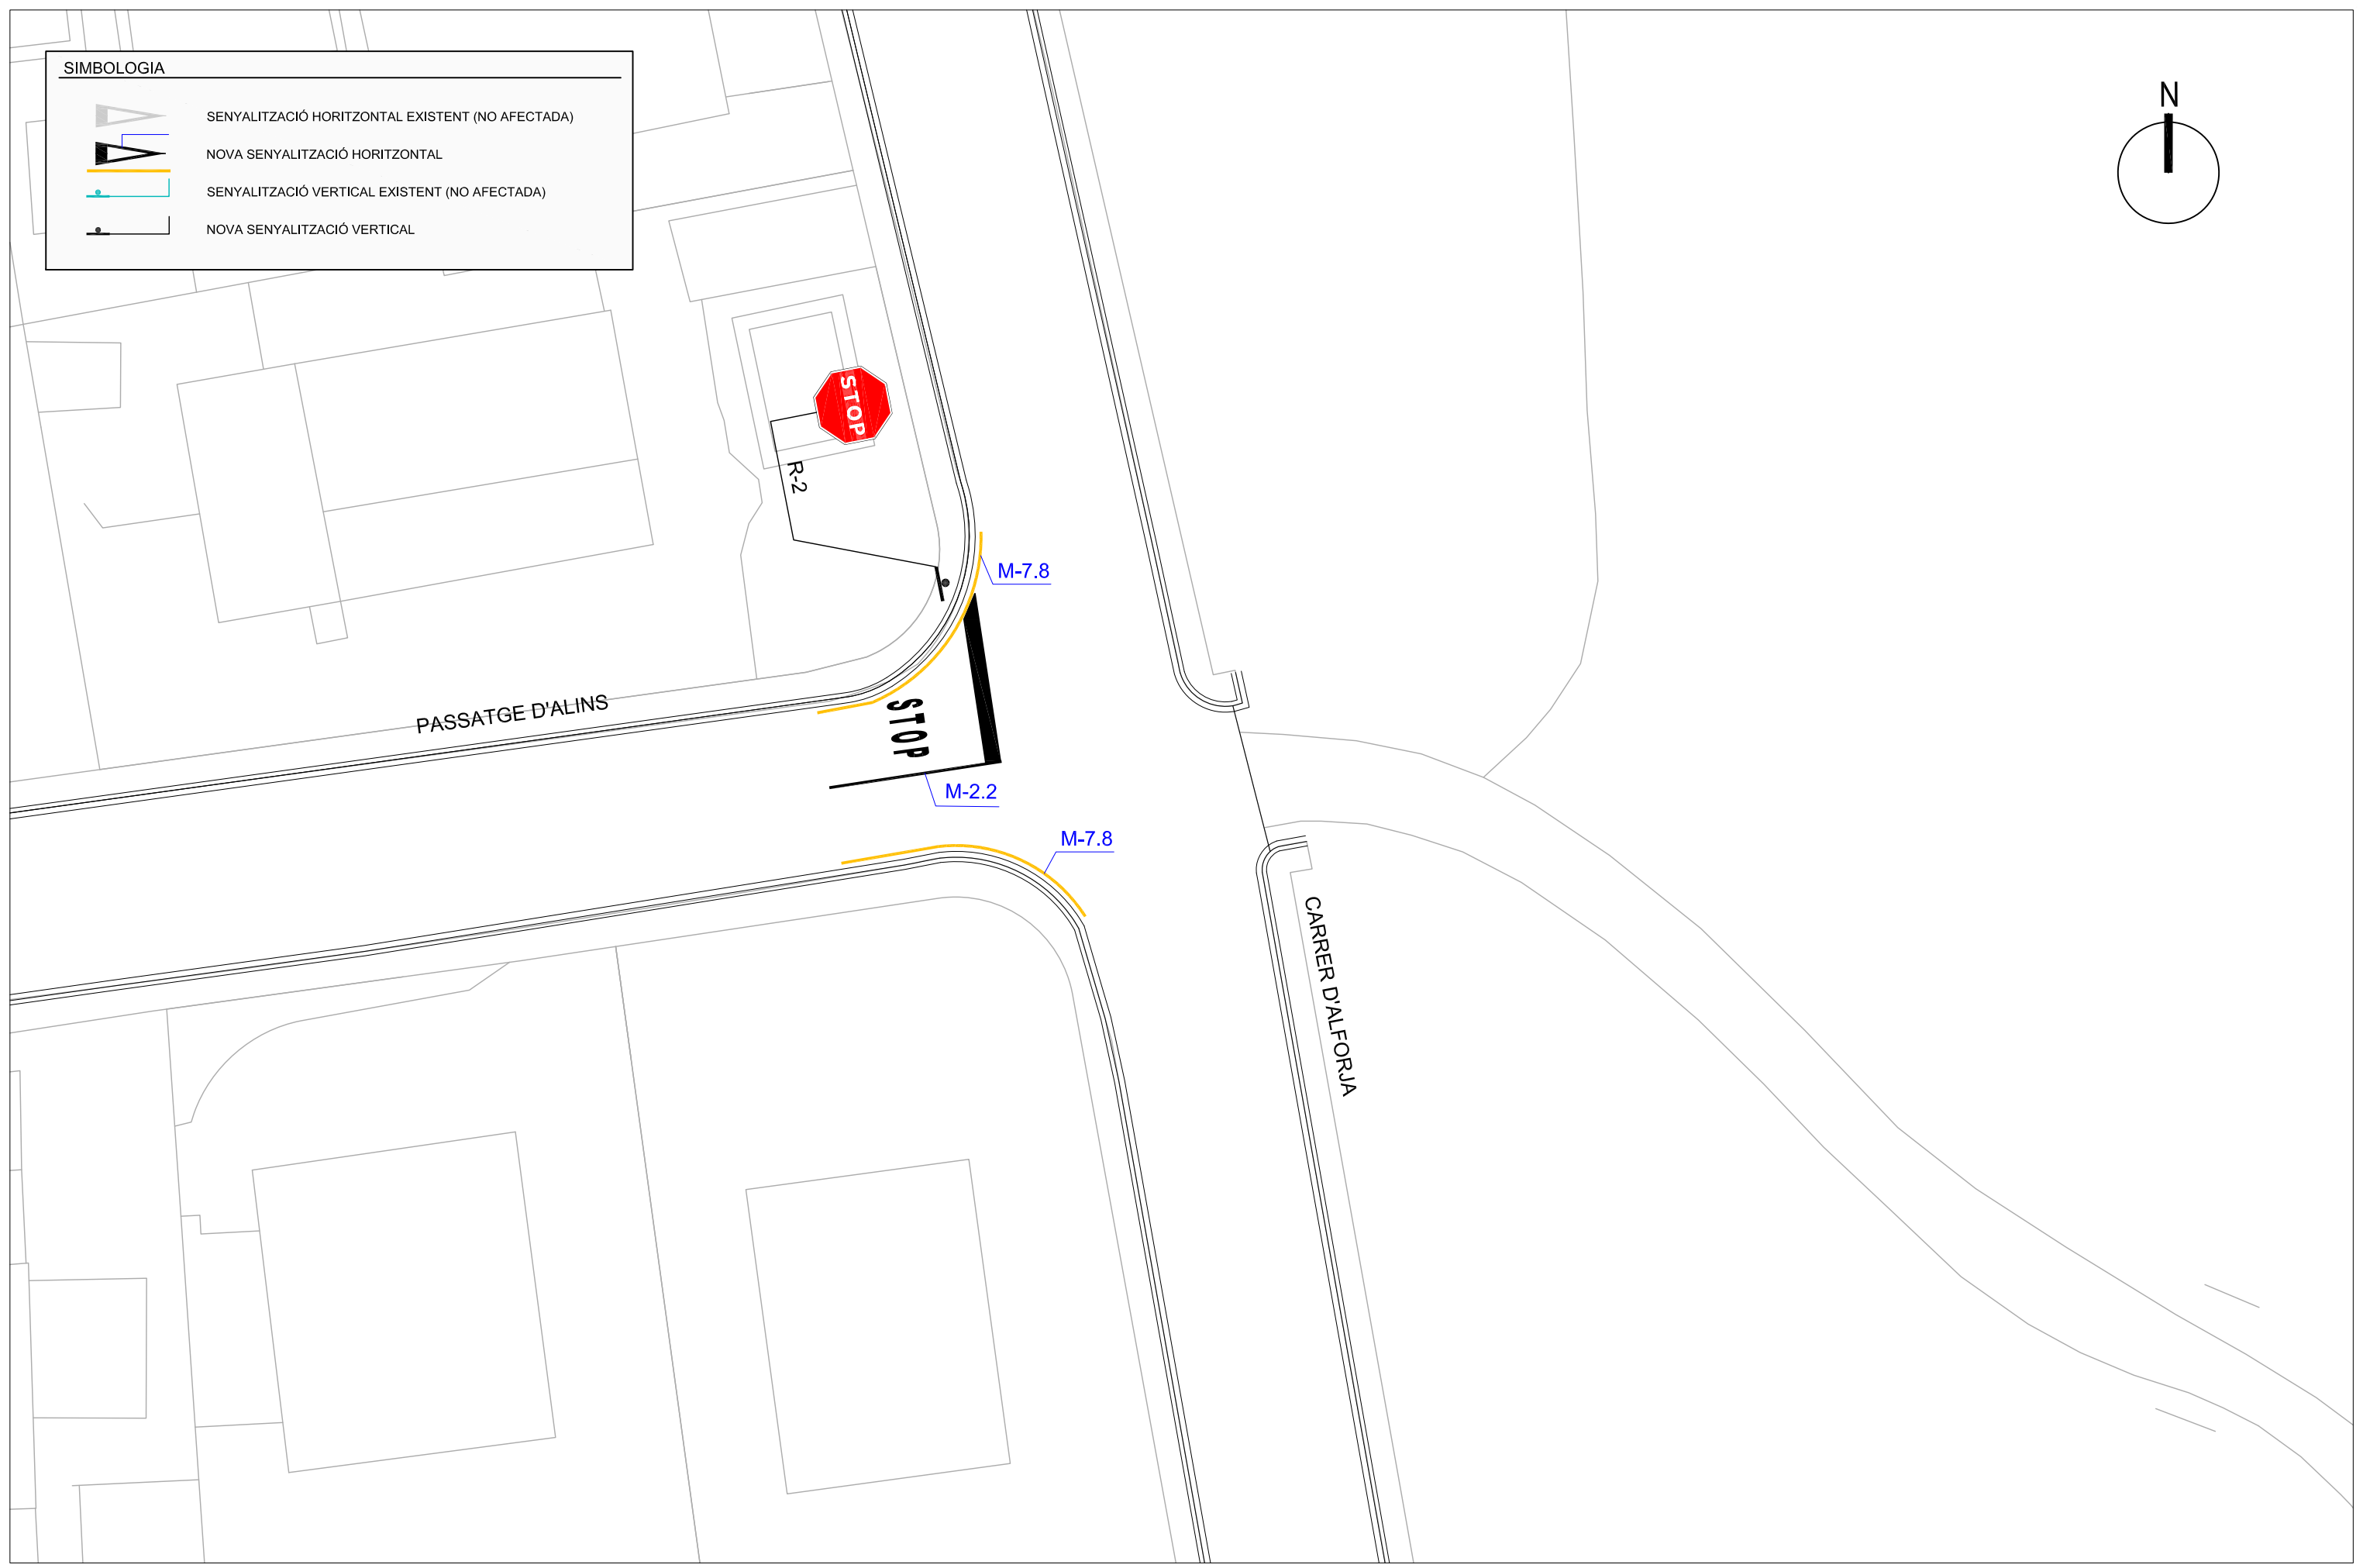 SIMBOLOGIA
SENYALITZACIÓ HORITZONTAL EXISTENT (NO AFECTADA)
NOVA SENYALITZACIÓ HORITZONTAL
SENYALITZACIÓ VERTICAL EXISTENT (NO AFECTADA)
NOVA SENYALITZACIÓ VERTICAL
N
STOP
R-2
M-7.8
PASSATGE D'ALINS
STOP
M-2.2
M-7.8
CARRER D'ALFORJA